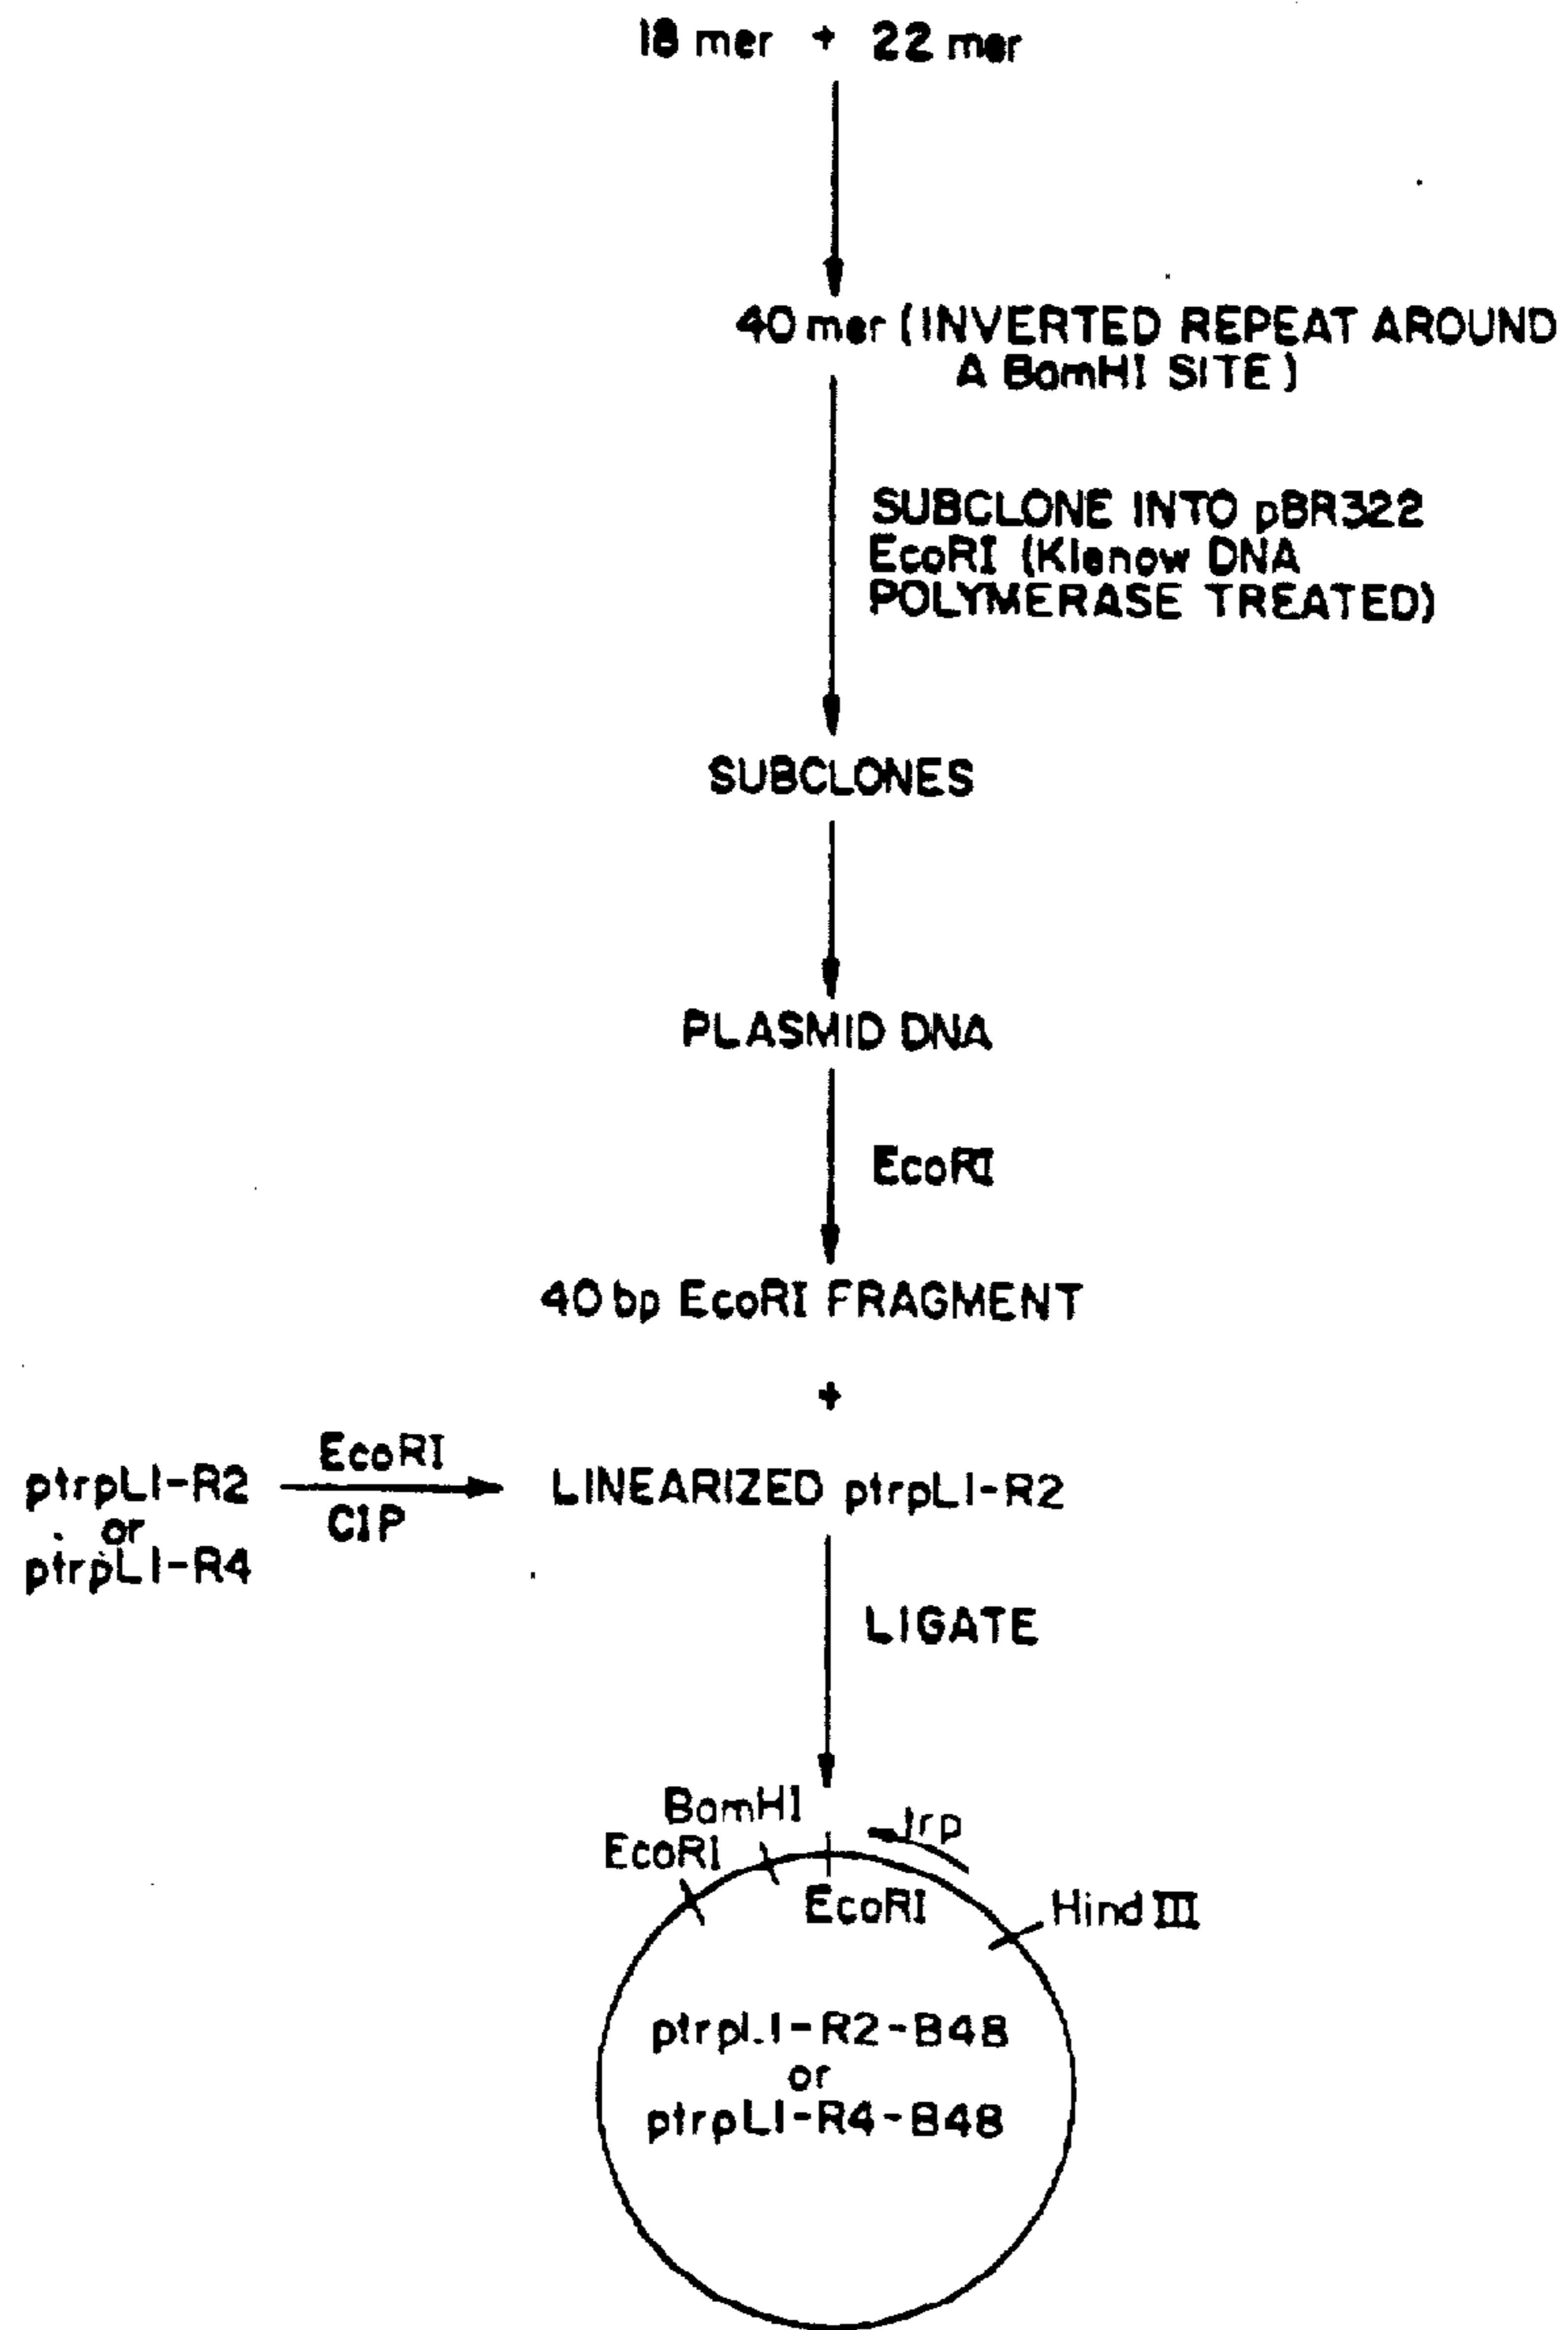 18 mer + 22 mer
40 mer (INVERTED REPEAT AROUND
A BamHI SITE)
SUBCLONE INTO pBR322
EcoRI (Klenow DNA
POLYMERASE TREATED)
SUBCLONES
PLASMID DNA
EcoRI
40 bp EcoRI FRAGMENT
+
ptrpL1-R2
or
ptrpL1-R4
EcoRI
CIP
LINEARIZED ptrpL1-R2
LIGATE
BamHI
EcoRI
trp
EcoRI
Hind III
ptrpL1-R2-B48
or
ptrpL1-R4-B48